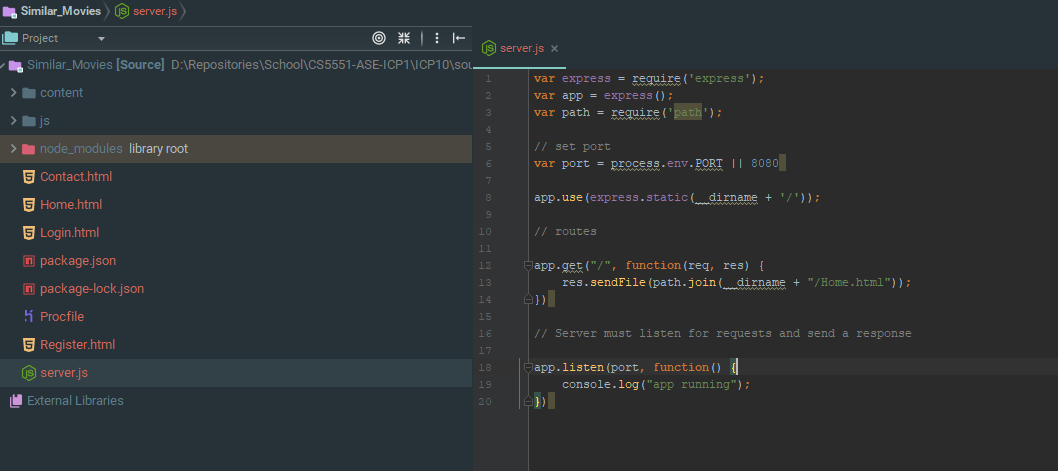 Similar_Movies server.js
Project
Similar_Movies [Source] D:\Repositories\School\CS5551-ASE-ICP1\ICP10\sou
content
js
node_modules library root
Contact.html
Home.html
Login.html
package.json
package-lock.json
Procfile
Register.html
server.js
External Libraries
server.js
1 var express = require('express');
2 var app = express();
3 var path = require('path');
4
5 // set port
6 var port = process.env.PORT || 8080
7
8 app.use(express.static(__dirname + '/'));
9
10 // routes
11
12 app.get("/", function(req, res) {
13 res.sendFile(path.join(__dirname + "/Home.html"));
14 })
15
16 // Server must listen for requests and send a response
17
18 app.listen(port, function() {
19 console.log("app running");
20 })